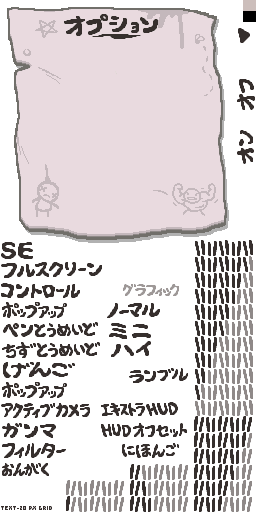 オプション
オン オフ
SE
フルスクリーン
コントロール グラフィック
ポップアップ ノーマル
ペンとうめいど ミニ
ちずとうめいど ハイ
げんご ランブル
ポップアップ
アクティブカメラ エキストラHUD
ガンマ HUDオフセット
フィルター にほんご
おんがく
TEXT-20 PX GRID